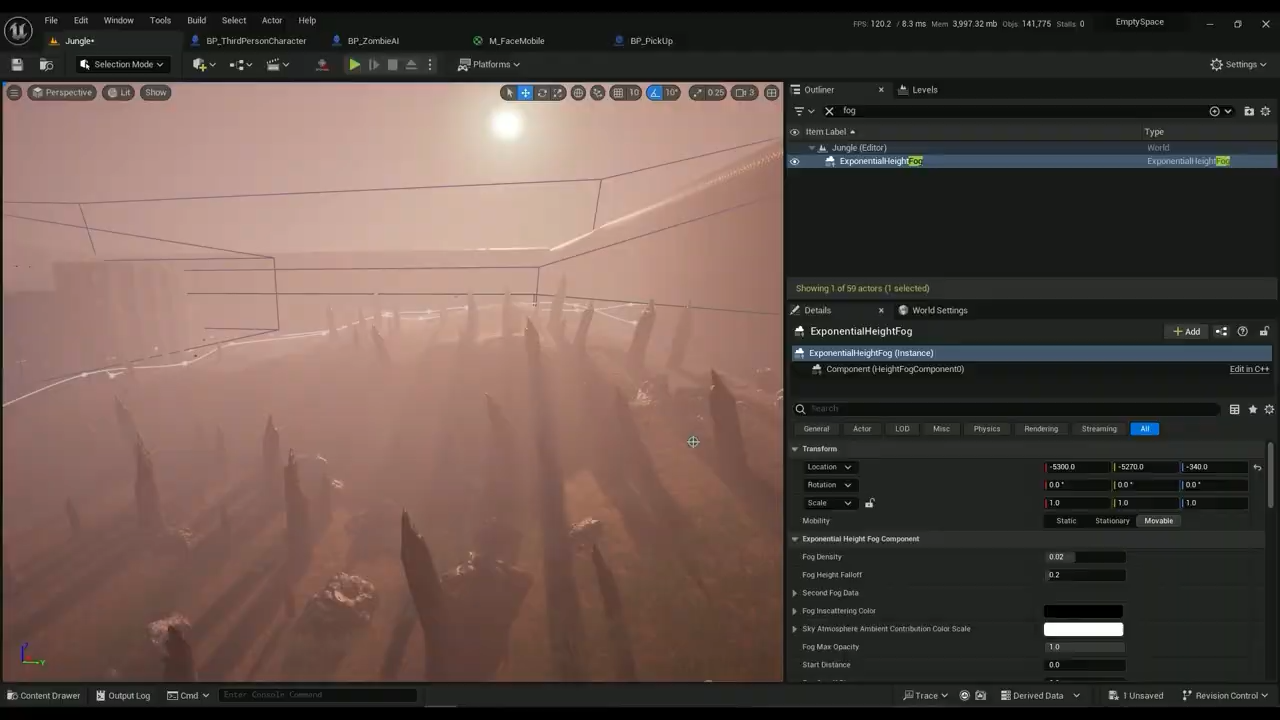 File Edit Window Tools Build Select Actor Help
FPS: 120.2 / 8.3 ms Mem: 3,997.32 mb Objs: 141,775 Stalls: 0
EmptySpace
Jungle• BP_ThirdPersonCharacter BP_ZombieAI M_FaceMobile BP_PickUp
Selection Mode Platforms Settings
Perspective Lit Show 10 10° 0.25 3
Outliner Levels
fog
Item Label Type
Jungle (Editor) World
ExponentialHeightFog ExponentialHeightFog
Showing 1 of 59 actors (1 selected)
Details World Settings
ExponentialHeightFog
Add
ExponentialHeightFog (Instance)
Component (HeightFogComponent0) Edit in C++
Search
General Actor LOD Misc Physics Rendering Streaming All
Transform
Location -5300.0 -5270.0 -340.0
Rotation 0.0° 0.0° 0.0°
Scale 1.0 1.0 1.0
Mobility Static Stationary Movable
Exponential Height Fog Component
Fog Density 0.02
Fog Height Falloff 0.2
Second Fog Data
Fog Inscattering Color
Sky Atmosphere Ambient Contribution Color Scale
Fog Max Opacity 1.0
Start Distance 0.0
Z Y
Content Drawer Output Log Cmd Enter Console Command Trace Derived Data 1 Unsaved Revision Control